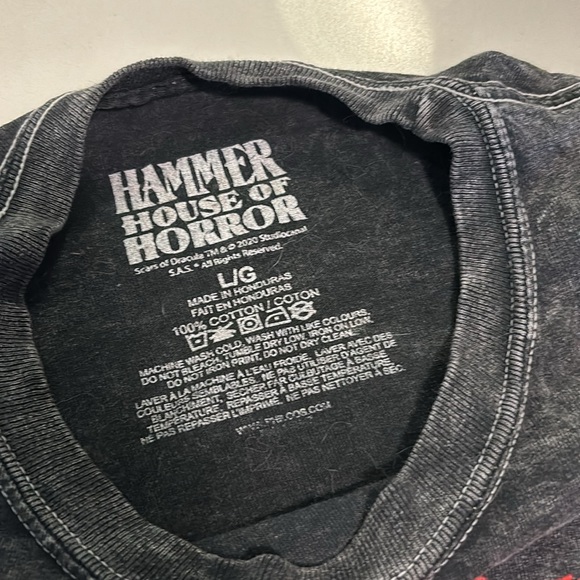 HAMMER
HOUSE OF
HORROR
Scars of Dracula TM & © 2020 Studiocanal
S.A.S. * All Rights Reserved.
L/G
MADE IN HONDURAS
FAIT EN HONDURAS
100% COTTON / COTON
MACHINE WASH COLD, WASH WITH LIKE COLOURS,
DO NOT BLEACH, TUMBLE DRY LOW, IRON ON LOW,
DO NOT IRON PRINT, DO NOT DRY CLEAN.
LAVER À LA MACHINE À L'EAU FROIDE, LAVER AVEC DES
COULEURS SEMBLABLES. NE PAS UTILISER D'AGENT DE
BLANCHIMENT, SÉCHER PAR CULBUTAGE À BASSE
TEMPÉRATURE, REPASSER À BASSE TEMPÉRATURE,
NE PAS REPASSER L'IMPRIMÉ. NE PAS NETTOYER À SEC.